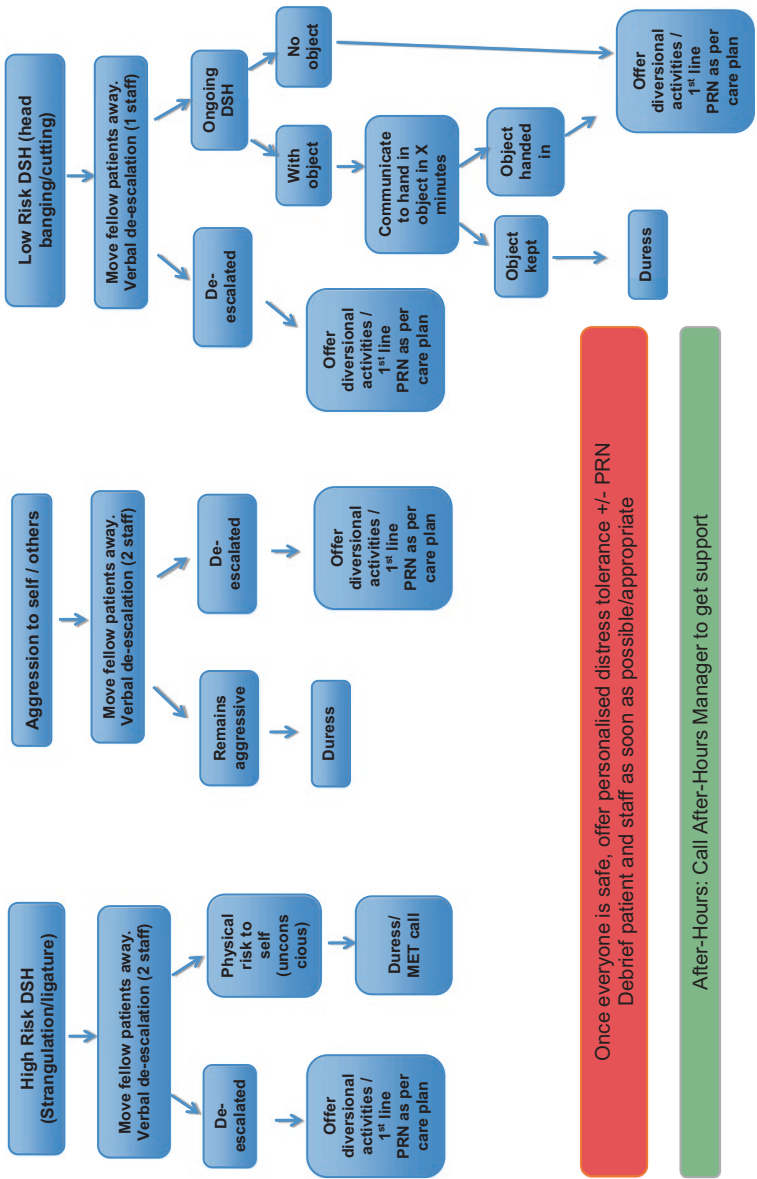 High Risk DSH
(Strangulation/ligature)
Move fellow patients away.
Verbal de-escalation (2 staff)
De-
escalated
Offer
diversional
activities /
1st line
PRN as per
care plan
Physical
risk to
self
(uncons
cious)
Duress/
MET call
Aggression to self / others
Move fellow patients away.
Verbal de-escalation (2 staff)
Remains
aggressive
Duress
De-
escalated
Offer
diversional
activities /
1st line
PRN as per
care plan
Low Risk DSH (head
banging/cutting)
Move fellow patients away.
Verbal de-escalation (1 staff)
De-
escalated
Offer
diversional
activities /
1st line
PRN as per
care plan
Ongoing
DSH
With
object
No
object
Communicate
to hand in
object in X
minutes
Object
kept
Duress
Object
handed
in
Offer
diversional
activities /
1st line
PRN as per
care plan
Once everyone is safe, offer personalised distress tolerance +/- PRN
Debrief patient and staff as soon as possible/appropriate
After-Hours: Call After-Hours Manager to get support